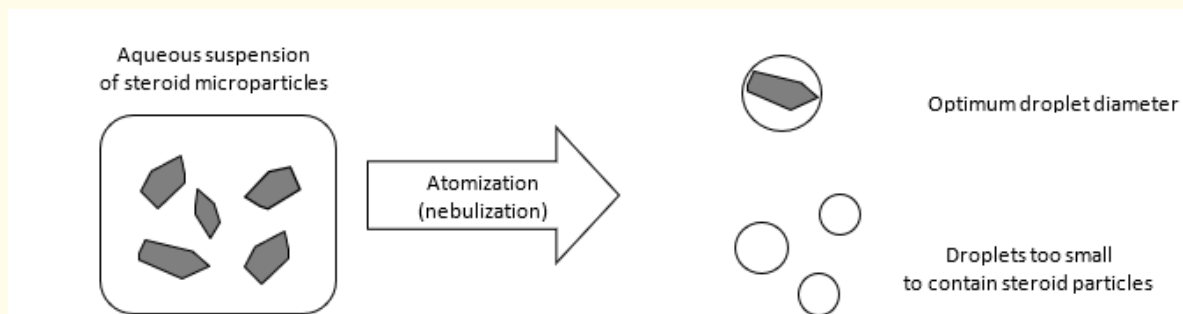 Aqueous suspension
of steroid microparticles
Atomization
(nebulization)
Optimum droplet diameter
Droplets too small
to contain steroid particles